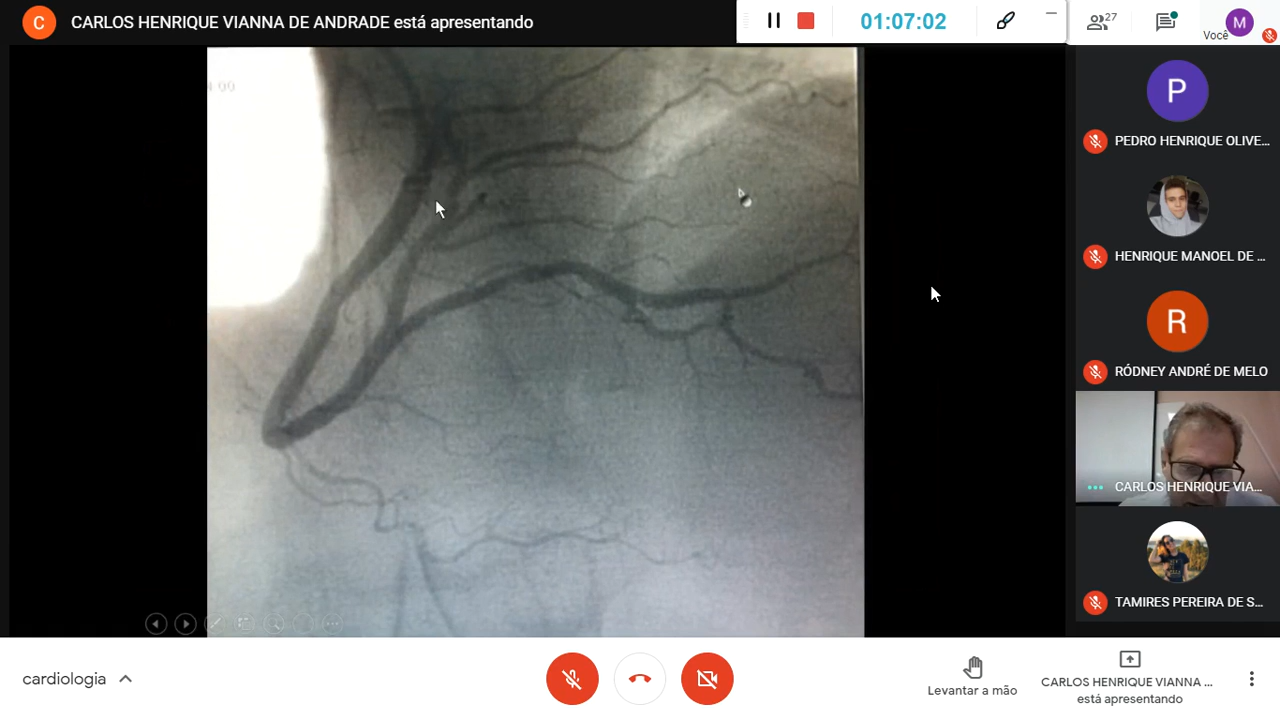 C
CARLOS HENRIQUE VIANNA DE ANDRADE está apresentando
01:07:02
27
M
Você
P
PEDRO HENRIQUE OLIVE...
HENRIQUE MANOEL DE ...
R
RÓDNEY ANDRÉ DE MELO
CARLOS HENRIQUE VIA...
TAMIRES PEREIRA DE S...
cardiologia
Levantar a mão
CARLOS HENRIQUE VIANNA ...
está apresentando